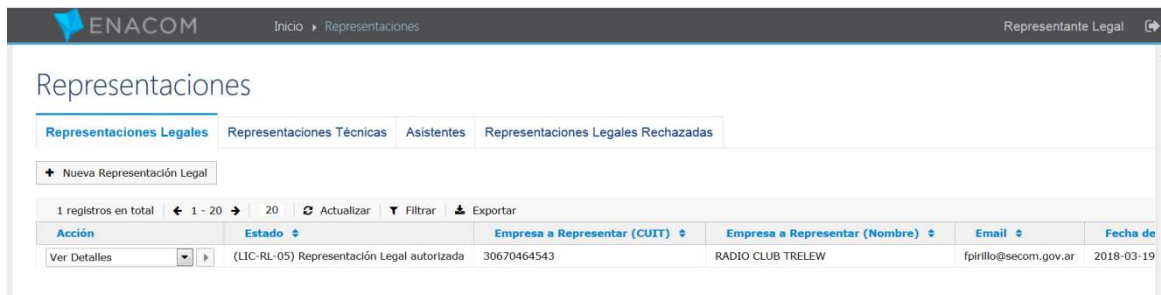 ENACOM Inicio Representaciones Representante Legal
Representaciones
Representaciones Legales Representaciones Técnicas Asistentes Representaciones Legales Rechazadas
+ Nueva Representación Legal
1 registros en total 1 - 20 20 Actualizar Filtrar Exportar
Acción Estado Empresa a Representar (CUIT) Empresa a Representar (Nombre) Email Fecha de
Ver Detalles (LIC-RL-05) Representación Legal autorizada 30670464543 RADIO CLUB TRELEW fpirillo@secom.gov.ar 2018-03-19